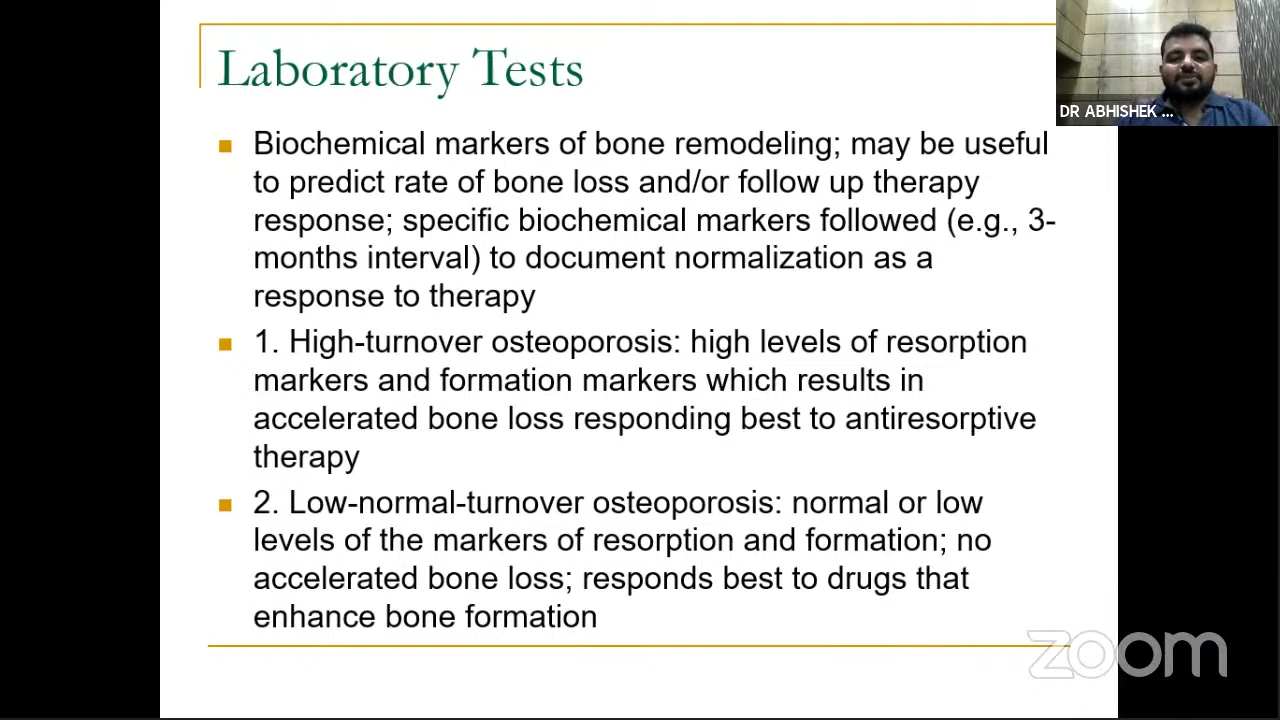 Laboratory Tests
DR ABHISHEK ...
Biochemical markers of bone remodeling; may be useful
to predict rate of bone loss and/or follow up therapy
response; specific biochemical markers followed (e.g., 3-
months interval) to document normalization as a
response to therapy
1. High-turnover osteoporosis: high levels of resorption
markers and formation markers which results in
accelerated bone loss responding best to antiresorptive
therapy
2. Low-normal-turnover osteoporosis: normal or low
levels of the markers of resorption and formation; no
accelerated bone loss; responds best to drugs that
enhance bone formation
zoom